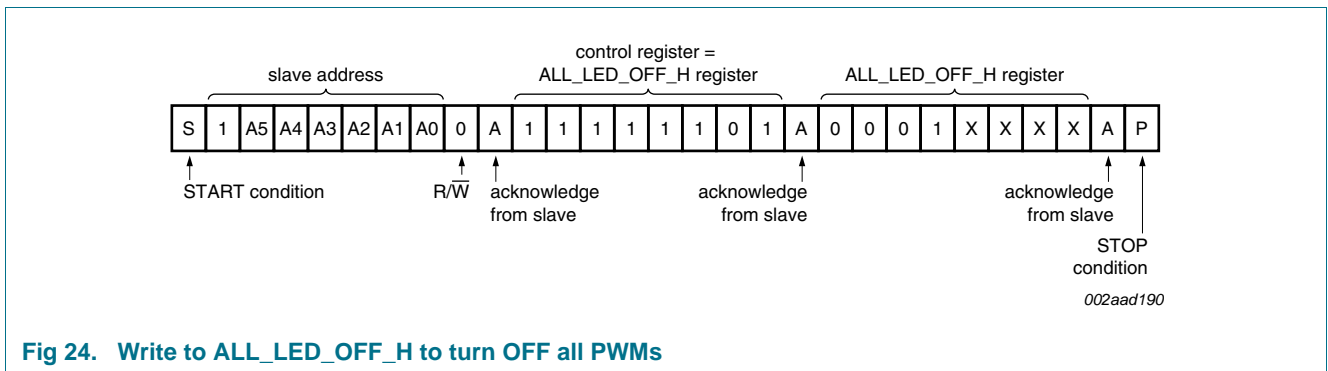 control register =
slave address
ALL_LED_OFF_H register
ALL_LED_OFF_H register
S 1 A5 A4 A3 A2 A1 A0 0 A 1 1 1 1 1 1 0 1 A 0 0 0 1 X X X X A P
START condition
R/W̅
acknowledge
from slave
acknowledge
from slave
acknowledge
from slave
STOP
condition
002aad190
Fig 24. Write to ALL_LED_OFF_H to turn OFF all PWMs